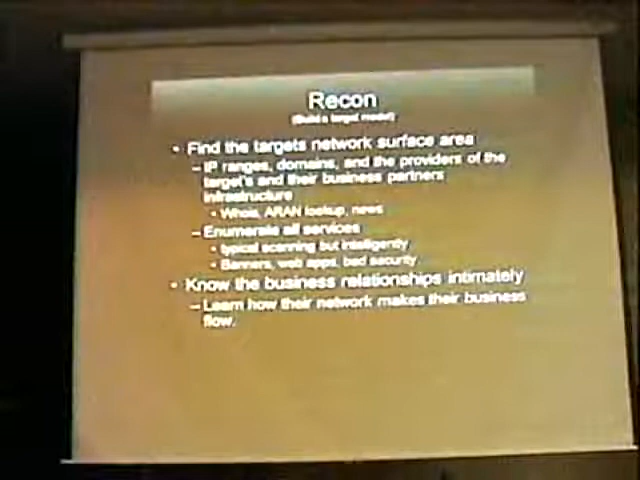 Recon
(Build a target model)
• Find the targets network surface area
– IP ranges, domains, and the providers of the
target's and their business partners
infrastructure
• Whois, ARAN lookup, news
– Enumerate all services
• typical scanning but intelligently
• Banners, web apps, bad security
• Know the business relationships intimately
– Learn how their network makes their business
flow.